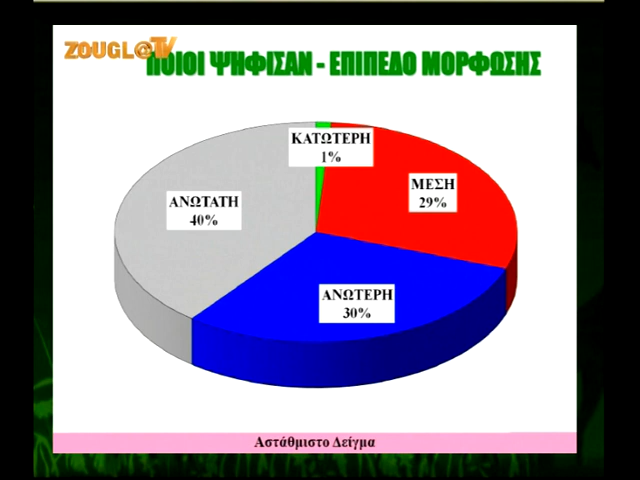 ZOUGL@TV
ΠΟΙΟΙ ΨΗΦΙΣΑΝ - ΕΠΙΠΕΔΟ ΜΟΡΦΩΣΗΣ
ΚΑΤΩΤΕΡΗ
1%
ΜΕΣΗ
29%
ΑΝΩΤΑΤΗ
40%
ΑΝΩΤΕΡΗ
30%
Αστάθμιστο Δείγμα